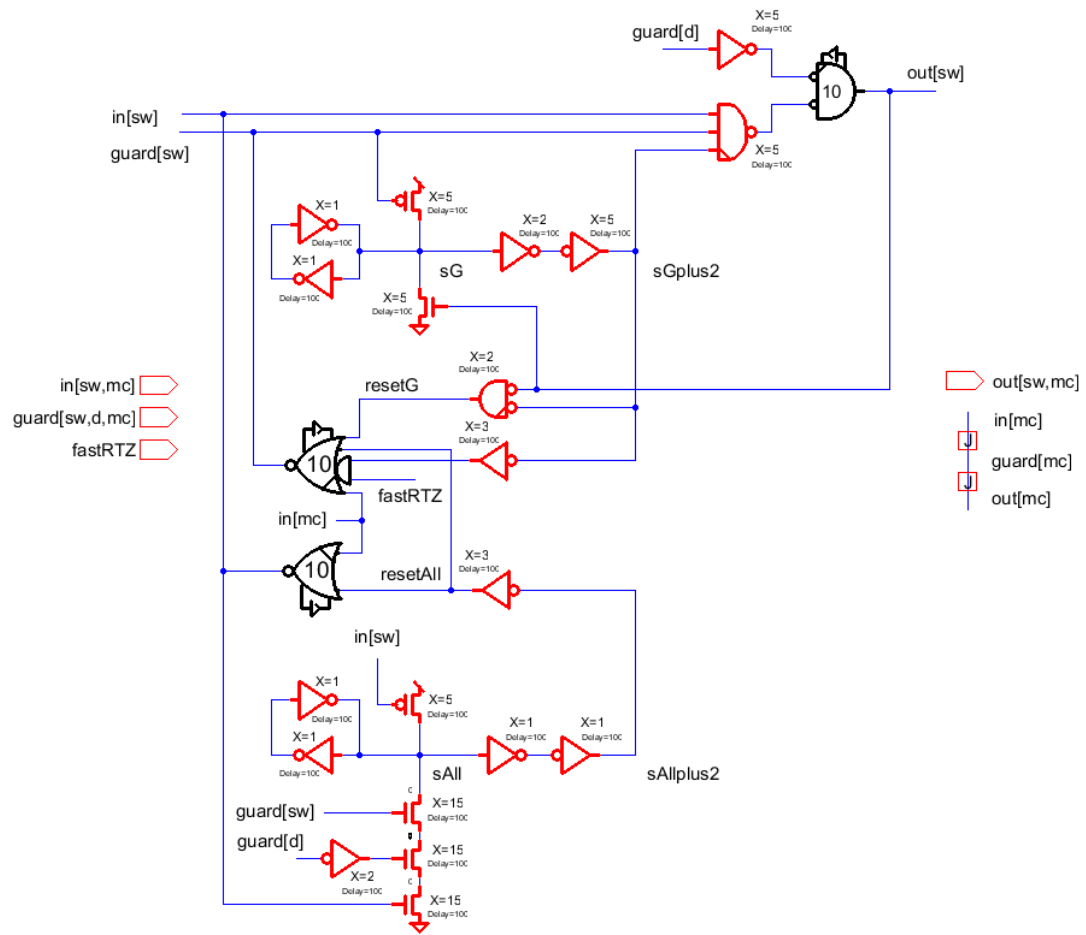 X=5
Delay=100
guard[d]
10
out[sw]
in[sw]
guard[sw]
X=5
Delay=100
X=5
Delay=100
X=1
Delay=100
X=1
Delay=100
X=2
Delay=100
X=5
Delay=100
sG
sGplus2
X=5
Delay=100
X=2
Delay=100
resetG
in[sw,mc]
guard[sw,d,mc]
fastRTZ
out[sw,mc]
in[mc]
J
guard[mc]
J
out[mc]
X=3
Delay=100
10
fastRTZ
in[mc]
10
resetAll
X=3
Delay=100
in[sw]
X=1
Delay=100
X=1
Delay=100
X=5
Delay=100
X=1
Delay=100
X=1
Delay=100
sAll
sAllplus2
guard[sw]
X=15
Delay=100
guard[d]
X=2
Delay=100
X=15
Delay=100
X=15
Delay=100